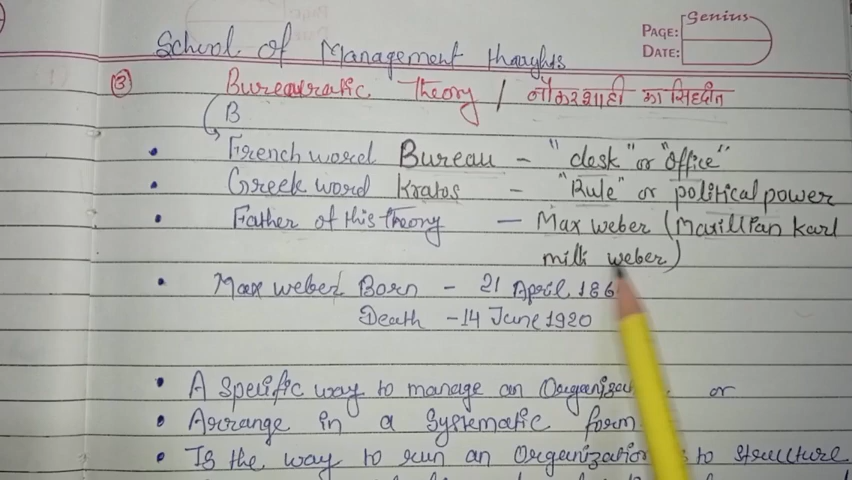 Genius
PAGE:
DATE:
School of Management thoughts
③ Bureaucratic Theory / नौकरशाही का सिद्दांत
B
• French word Bureau - "desk" or "office"
• Greek word Kratos - "Rule" or political power
• Father of this theory - Max weber (Maxillian karl
milli weber)
• Max weber Born - 21 April 186
Death - 14 June 1920
• A specific way to manage an Organiza or
• Arrange in a systematic form
• Is the way to run an Organization to structure